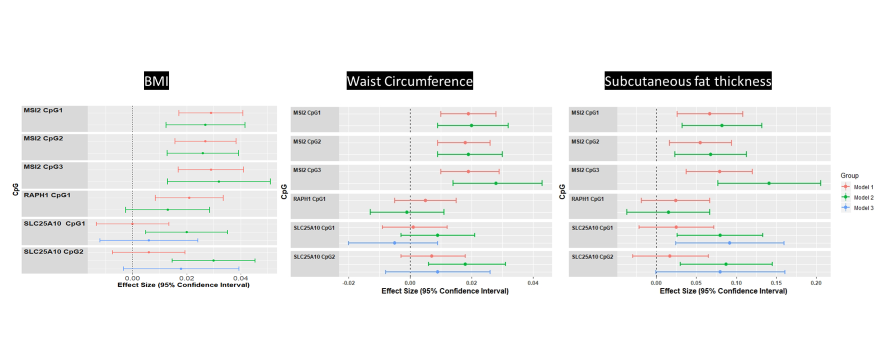 BMI
Waist Circumference
Subcutaneous fat thickness
CpG
MSI2 CpG1
MSI2 CpG2
MSI2 CpG3
RAPH1 CpG1
SLC25A10 CpG1
SLC25A10 CpG2
0.00
0.02
0.04
Effect Size (95% Confidence Interval)
CpG
MSI2 CpG1
MSI2 CpG2
MSI2 CpG3
RAPH1 CpG1
SLC25A10 CpG1
SLC25A10 CpG2
-0.02
0.00
0.02
0.04
Effect Size (95% Confidence Interval)
CpG
MSI2 CpG1
MSI2 CpG2
MSI2 CpG3
RAPH1 CpG1
SLC25A10 CpG1
SLC25A10 CpG2
0.00
0.05
0.10
0.15
0.20
Effect Size (95% Confidence Interval)
Group
Model 1
Model 2
Model 3